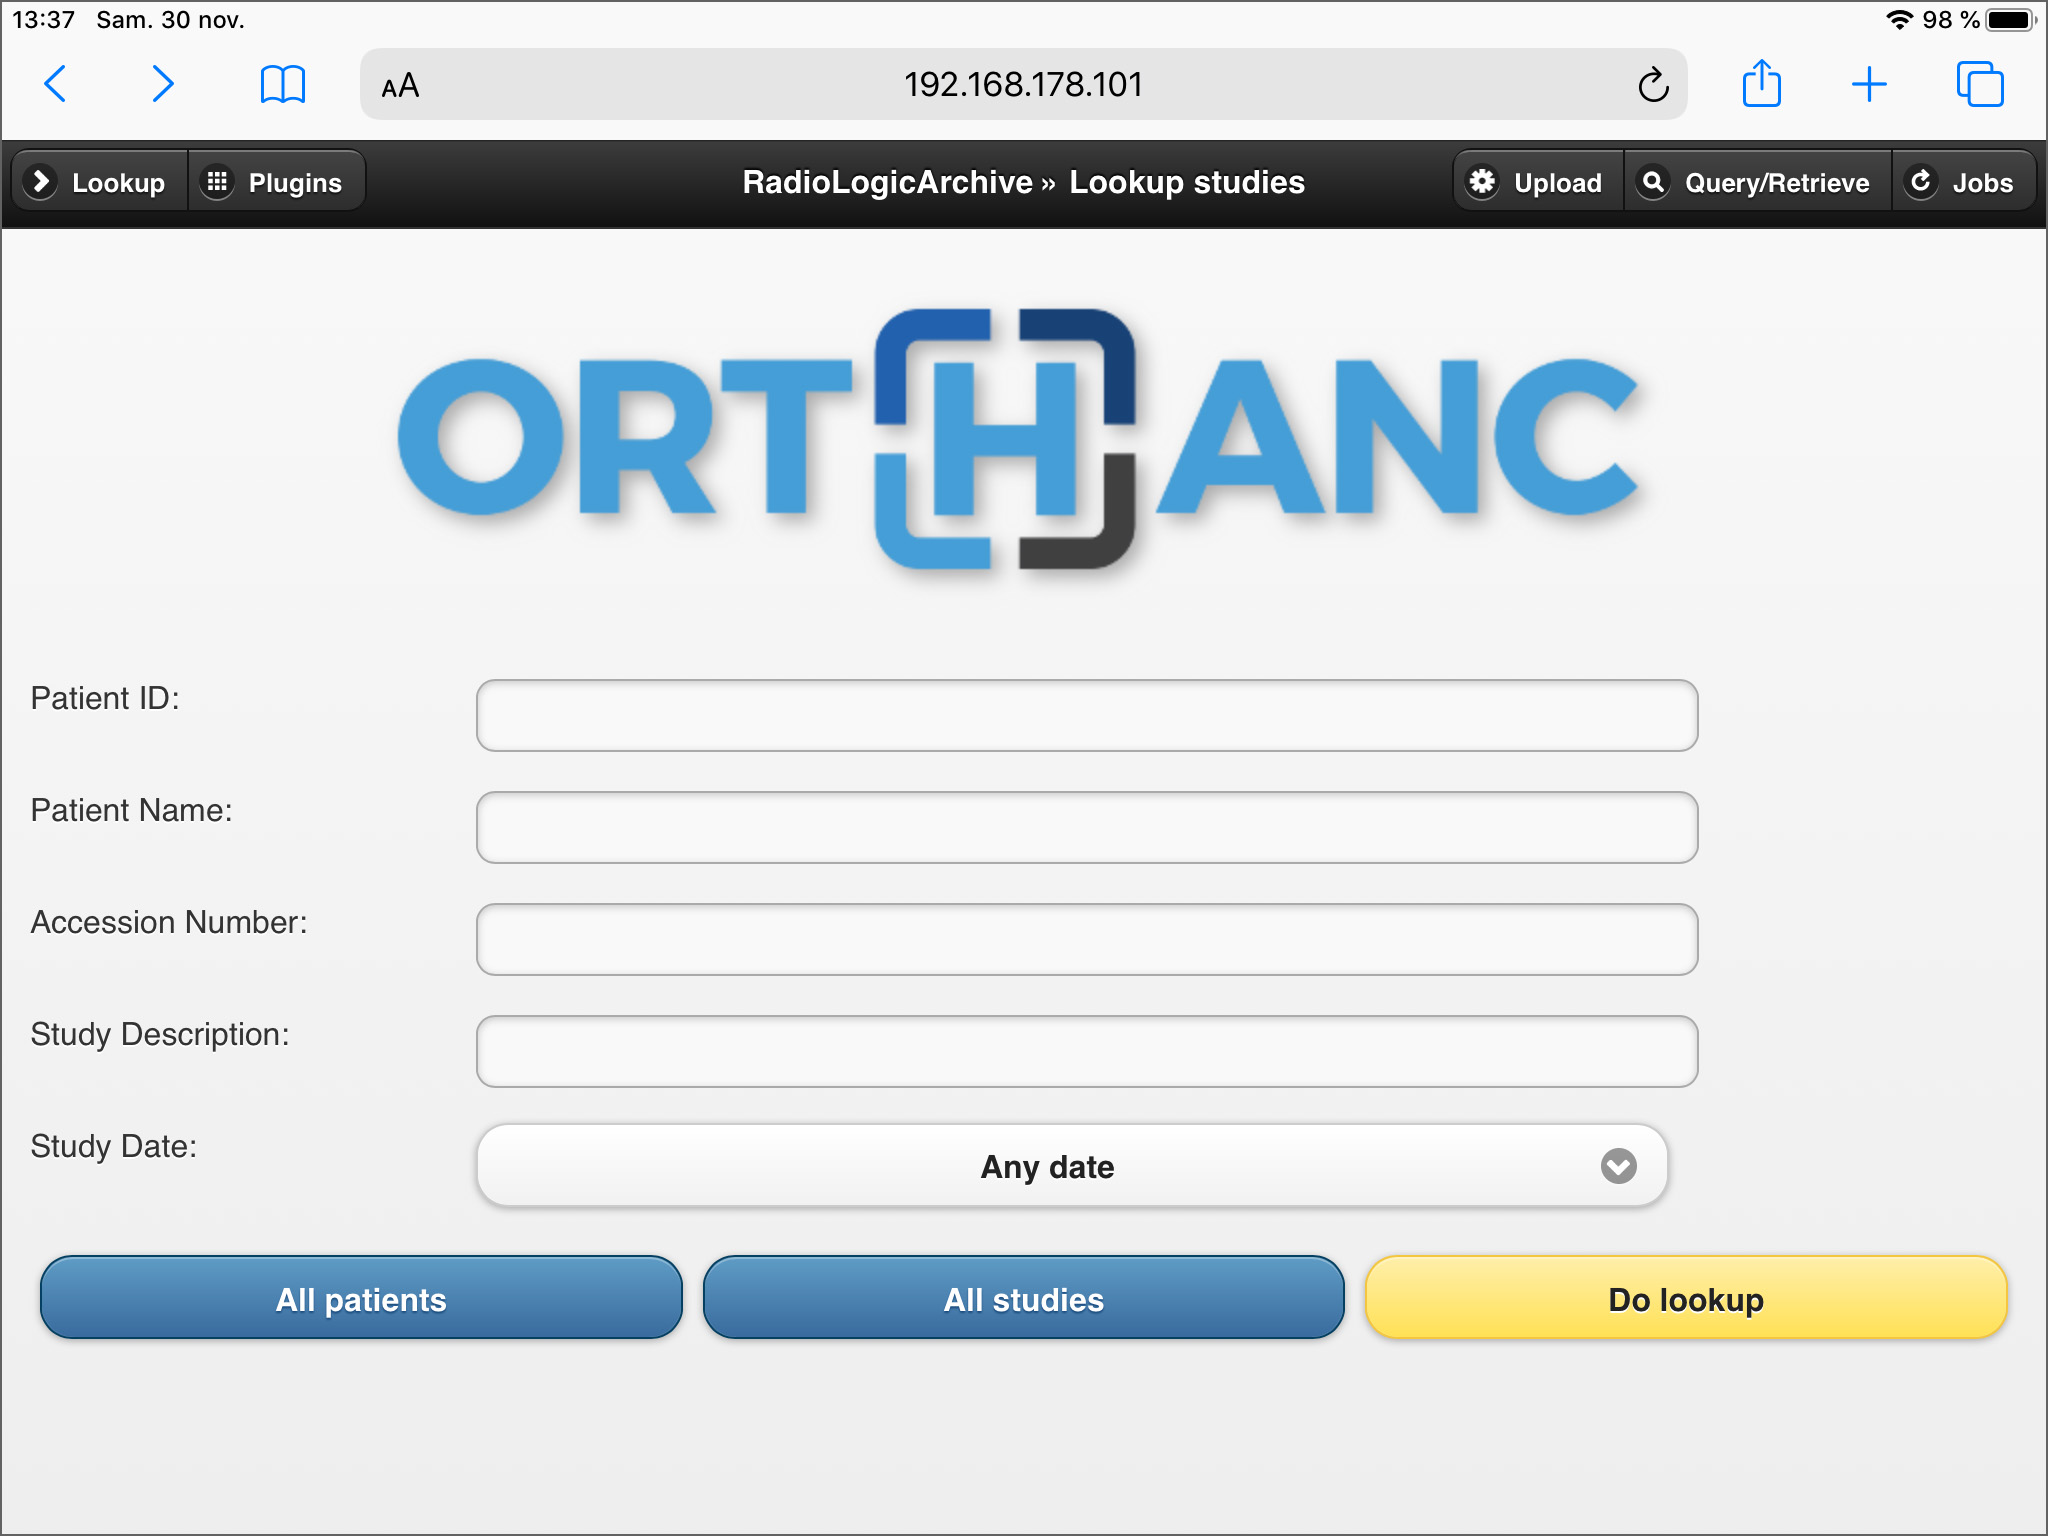 13:37 Sam. 30 nov. 98 %
AA 192.168.178.101
Lookup Plugins RadioLogicArchive » Lookup studies Upload Query/Retrieve Jobs
ORTHANC
Patient ID:
Patient Name:
Accession Number:
Study Description:
Study Date: Any date
All patients All studies Do lookup